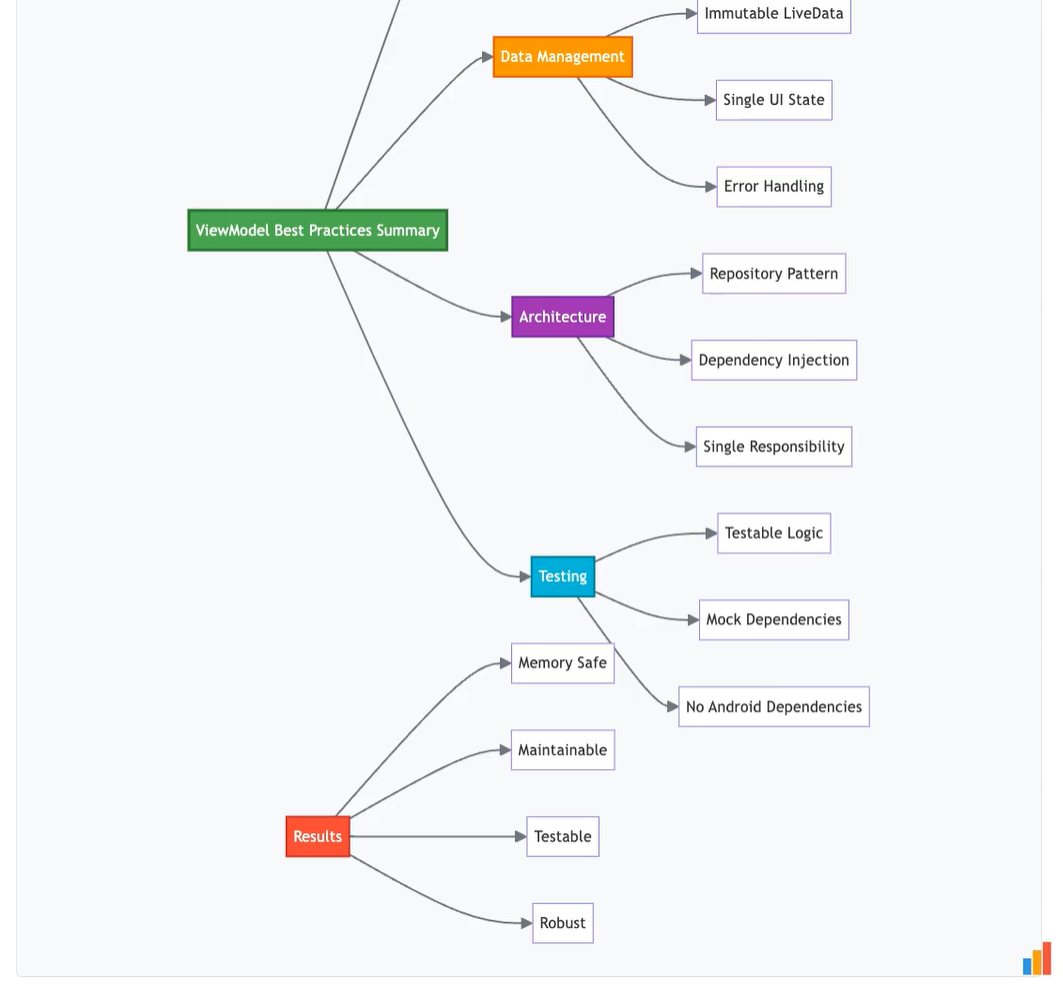 Immutable LiveData
Data Management
Single UI State
Error Handling
ViewModel Best Practices Summary
Repository Pattern
Architecture
Dependency Injection
Single Responsibility
Testable Logic
Testing
Mock Dependencies
Memory Safe
No Android Dependencies
Maintainable
Results
Testable
Robust